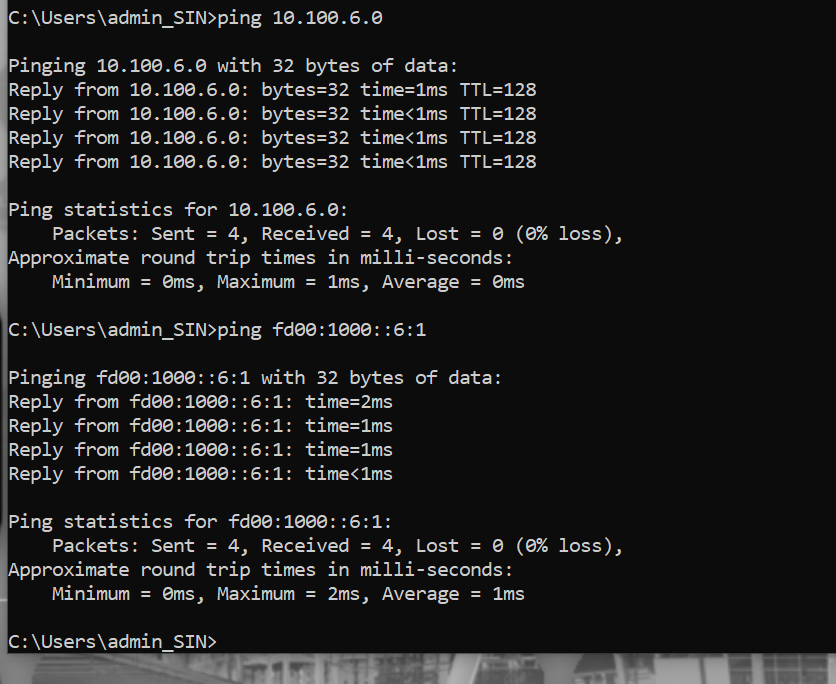 C:\Users\admin_SIN>ping 10.100.6.0
Pinging 10.100.6.0 with 32 bytes of data:
Reply from 10.100.6.0: bytes=32 time=1ms TTL=128
Reply from 10.100.6.0: bytes=32 time<1ms TTL=128
Reply from 10.100.6.0: bytes=32 time<1ms TTL=128
Reply from 10.100.6.0: bytes=32 time<1ms TTL=128
Ping statistics for 10.100.6.0:
    Packets: Sent = 4, Received = 4, Lost = 0 (0% loss),
Approximate round trip times in milli-seconds:
    Minimum = 0ms, Maximum = 1ms, Average = 0ms
C:\Users\admin_SIN>ping fd00:1000::6:1
Pinging fd00:1000::6:1 with 32 bytes of data:
Reply from fd00:1000::6:1: time=2ms
Reply from fd00:1000::6:1: time=1ms
Reply from fd00:1000::6:1: time=1ms
Reply from fd00:1000::6:1: time<1ms
Ping statistics for fd00:1000::6:1:
    Packets: Sent = 4, Received = 4, Lost = 0 (0% loss),
Approximate round trip times in milli-seconds:
    Minimum = 0ms, Maximum = 2ms, Average = 1ms
C:\Users\admin_SIN>